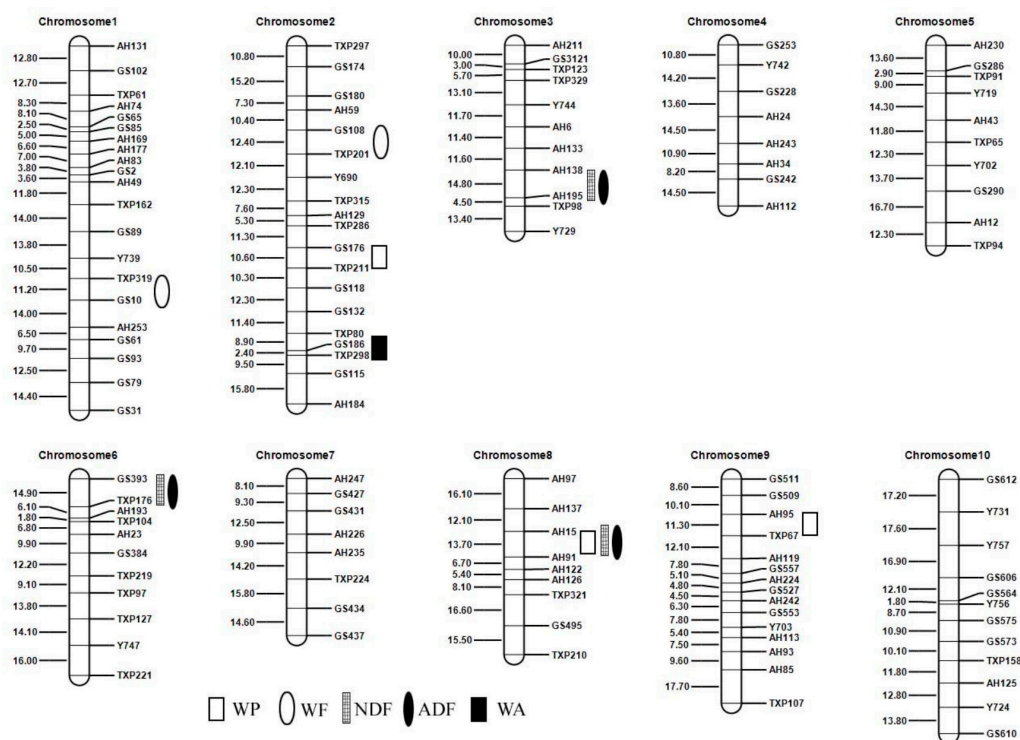 Chromosome1
12.80
12.70
8.30
8.10
2.50
5.00
6.60
7.00
3.80
3.60
11.80
14.00
13.80
10.50
11.20
14.00
6.50
9.70
12.50
14.40
AH131
GS102
TXP61
AH74
GS65
GS85
AH169
AH177
AH83
GS2
AH49
TXP162
GS89
Y739
TXP319
GS10
AH253
GS61
GS93
GS79
GS31
Chromosome2
10.80
15.20
7.30
10.40
12.40
12.10
12.30
7.60
5.30
11.30
10.60
10.30
12.30
11.40
8.90
2.40
9.50
15.80
TXP297
GS174
GS180
AH59
GS108
TXP201
Y690
TXP315
AH129
TXP286
GS176
TXP211
GS118
GS132
TXP80
GS186
TXP298
GS115
AH184
Chromosome3
10.00
3.00
5.70
13.10
11.70
11.40
11.60
14.80
4.50
13.40
AH211
GS3121
TXP123
TXP329
Y744
AH6
AH133
AH138
AH195
TXP98
Y729
Chromosome4
10.80
14.20
13.60
14.50
10.90
8.20
14.50
GS253
Y742
GS228
AH24
AH243
AH34
GS242
AH112
Chromosome5
13.60
2.90
9.00
14.30
11.80
12.30
13.70
16.70
12.30
AH230
GS286
TXP91
Y719
AH43
TXP65
Y702
GS290
AH12
TXP94
Chromosome6
14.90
6.10
1.80
6.80
9.90
12.20
9.10
13.80
14.10
16.00
GS393
TXP176
AH193
TXP104
AH23
GS384
TXP219
TXP97
TXP127
Y747
TXP221
Chromosome7
8.10
9.30
12.50
9.90
14.20
15.80
14.60
AH247
GS427
GS431
AH226
AH235
TXP224
GS434
GS437
Chromosome8
16.10
12.10
13.70
6.70
5.40
8.10
16.60
15.50
AH97
AH137
AH15
AH91
AH122
AH126
TXP321
GS495
TXP210
Chromosome9
8.60
10.10
11.30
12.10
7.80
5.10
4.80
4.50
6.30
7.80
5.40
7.50
9.60
17.70
GS511
GS509
AH95
TXP67
AH119
GS557
AH224
GS527
AH242
GS553
Y703
AH113
AH93
AH85
TXP107
Chromosome10
17.20
17.60
16.90
12.10
1.80
8.70
10.90
10.10
11.80
12.80
13.80
GS612
Y731
Y757
GS606
GS564
Y756
GS575
GS573
TXP158
AH125
Y724
GS610
WP WF NDF ADF WA